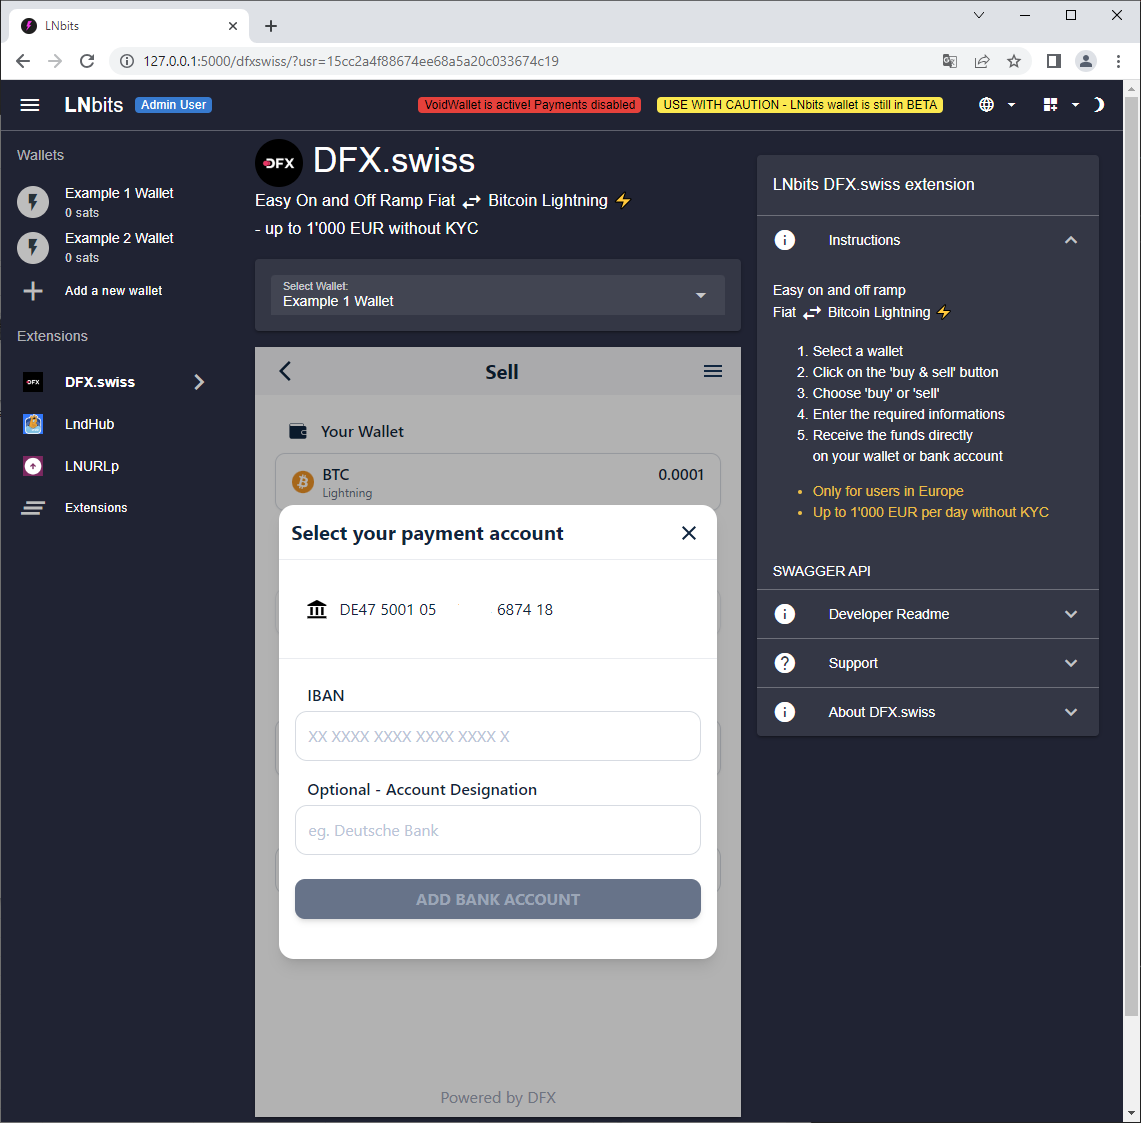 LNbits
127.0.0.1:5000/dfxswiss/?usr=15cc2a4f88674ee68a5a20c033674c19
LNbits
Admin User
VoidWallet is active! Payments disabled
USE WITH CAUTION - LNbits wallet is still in BETA
Wallets
Example 1 Wallet
0 sats
Example 2 Wallet
0 sats
Add a new wallet
Extensions
DFX
DFX.swiss
LndHub
LNURLp
Extensions
DFX
DFX.swiss
Easy On and Off Ramp Fiat Bitcoin Lightning
- up to 1'000 EUR without KYC
Select Wallet:
Example 1 Wallet
Sell
Your Wallet
BTC
0.0001
Lightning
Select your payment account
DE47 5001 05 6874 18
IBAN
XX XXXX XXXX XXXX XXXX X
Optional - Account Designation
eg. Deutsche Bank
ADD BANK ACCOUNT
Powered by DFX
LNbits DFX.swiss extension
Instructions
Easy on and off ramp
Fiat Bitcoin Lightning
1. Select a wallet
2. Click on the 'buy & sell' button
3. Choose 'buy' or 'sell'
4. Enter the required informations
5. Receive the funds directly
on your wallet or bank account
• Only for users in Europe
• Up to 1'000 EUR per day without KYC
SWAGGER API
Developer Readme
Support
About DFX.swiss